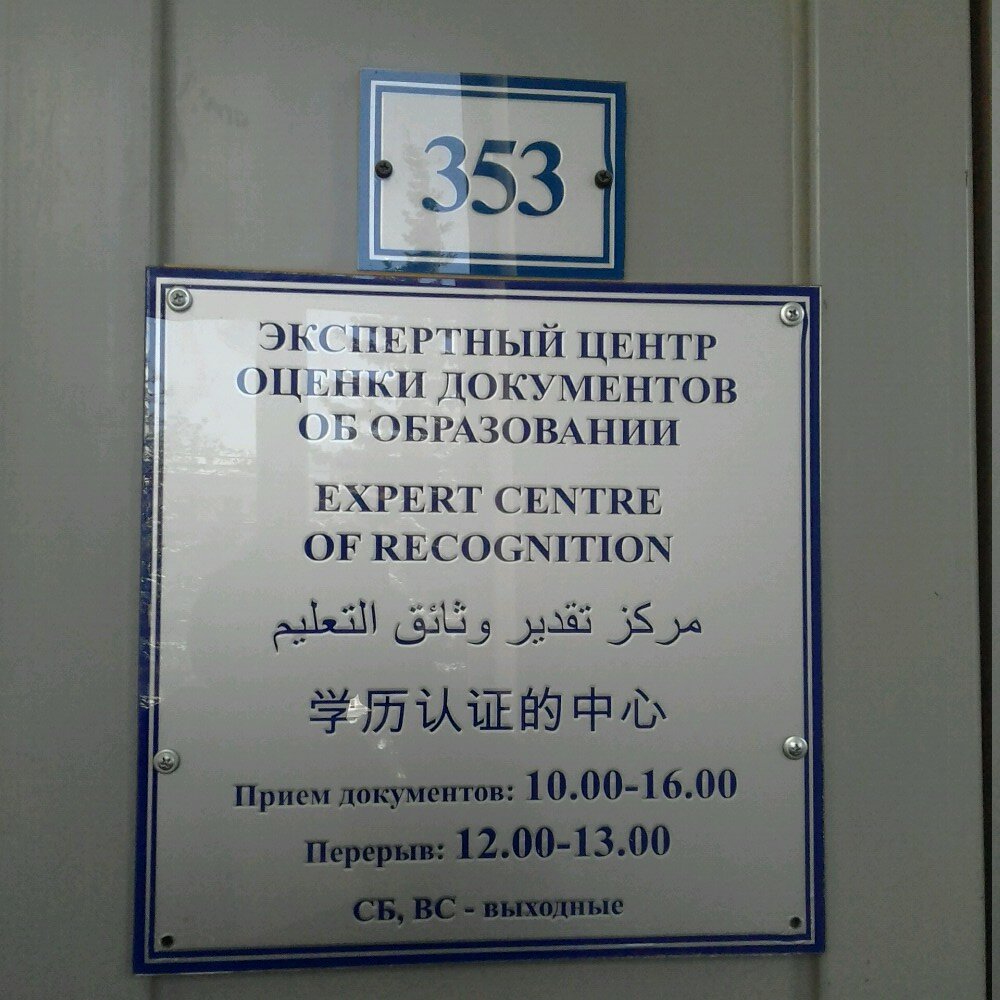 353
ЭКСПЕРТНЫЙ ЦЕНТР
ОЦЕНКИ ДОКУМЕНТОВ
ОБ ОБРАЗОВАНИИ
EXPERT CENTRE
OF RECOGNITION
مركز تقدير وثائق التعليم
学历认证的中心
Прием документов: 10.00-16.00
Перерыв: 12.00-13.00
СБ, ВС - выходные